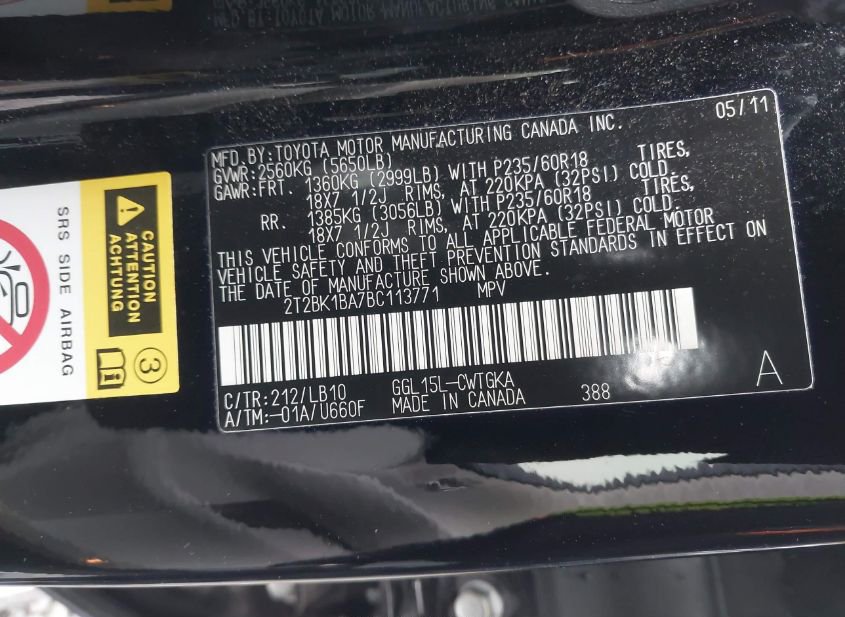 05/11
MFD.BY:TOYOTA MOTOR MANUFACTURING CANADA INC.
GVWR:2560KG (5650LB)
GAWR:FRT. 1360KG (2999LB) WITH P235/60R18 TIRES,
18X7 1/2J RIMS, AT 220KPA (32PSI) COLD.
RR. 1385KG (3056LB) WITH P235/60R18 TIRES,
18X7 1/2J RIMS, AT 220KPA (32PSI) COLD.
THIS VEHICLE CONFORMS TO ALL APPLICABLE FEDERAL MOTOR
VEHICLE SAFETY AND THEFT PREVENTION STANDARDS IN EFFECT ON
THE DATE OF MANUFACTURE SHOWN ABOVE.
2T2BK1BA7BC113771 MPV
C/TR:212/LB10 GGL15L-CWTGKA
A/TM:-01A/U660F MADE IN CANADA 388
A
SRS SIDE AIRBAG
CAUTION
ATTENTION
ACHTUNG
3